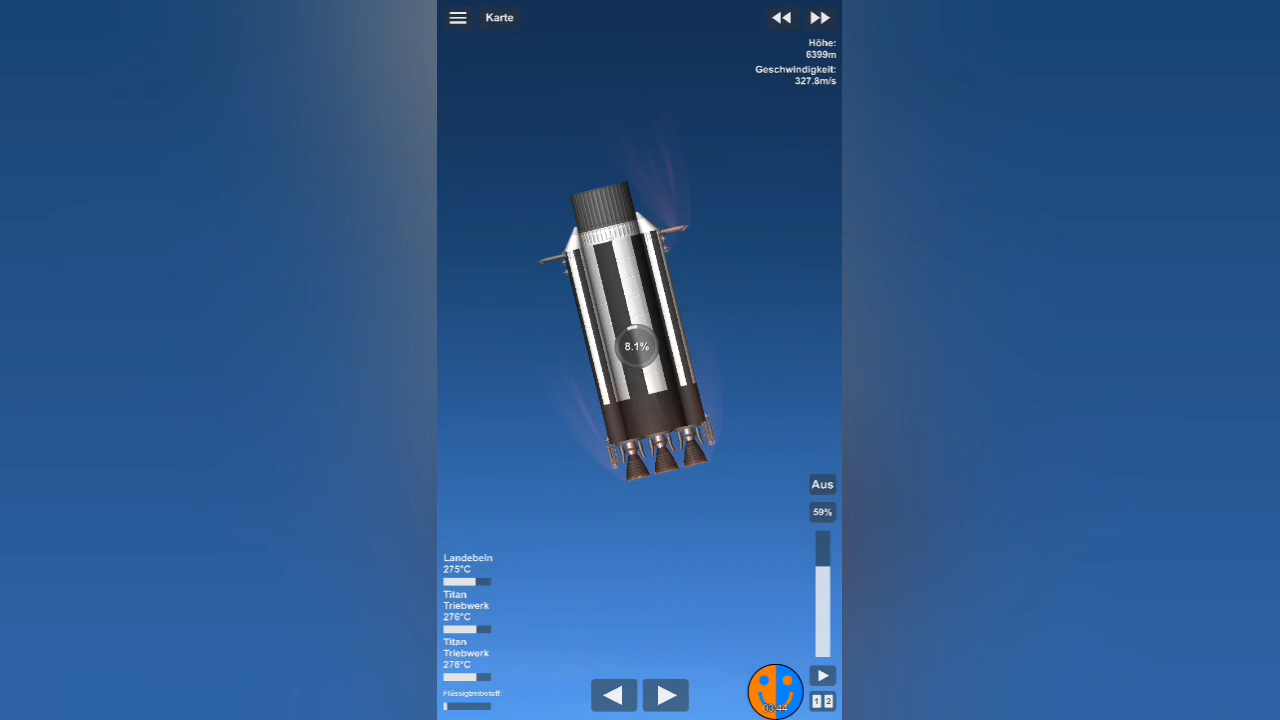 Karte
Höhe:
6399m
Geschwindigkeit:
327.8m/s
8.1%
Aus
59%
Landebein
275°C
Titan
Triebwerk
276°C
Titan
Triebwerk
276°C
Flüssigtreibstoff
1 2